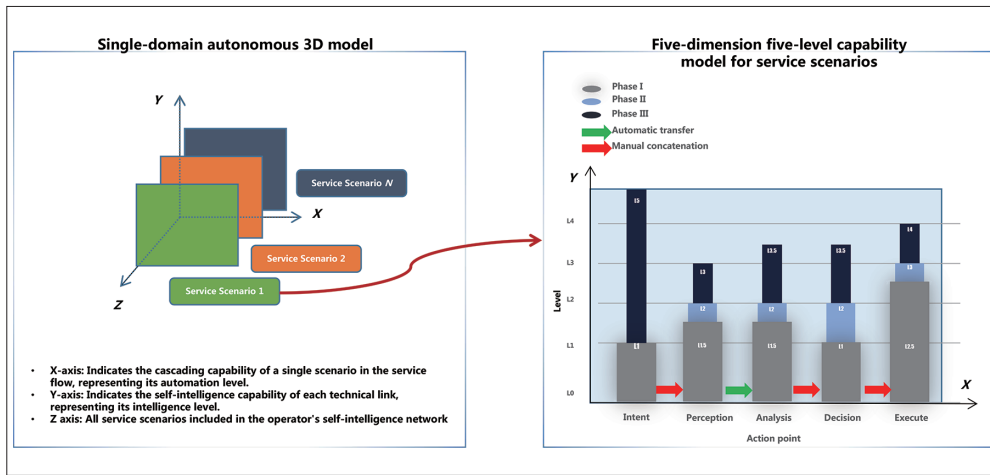 Single-domain autonomous 3D model
Y
X
Z
Service Scenario N
Service Scenario 2
Service Scenario 1
• X-axis: Indicates the cascading capability of a single scenario in the service
flow, representing its automation level.
• Y-axis: Indicates the self-intelligence capability of each technical link,
representing its intelligence level.
• Z axis: All service scenarios included in the operator's self-intelligence network
Five-dimension five-level capability
model for service scenarios
Phase I
Phase II
Phase III
Automatic transfer
Manual concatenation
Y
L4
L3
L2
L1
L0
Level
L5
L1
L3
L2
L1.5
L3.5
L2
L1.5
L3.5
L2
L1
L4
L3
L2.5
X
Intent
Perception
Analysis
Decision
Execute
Action point